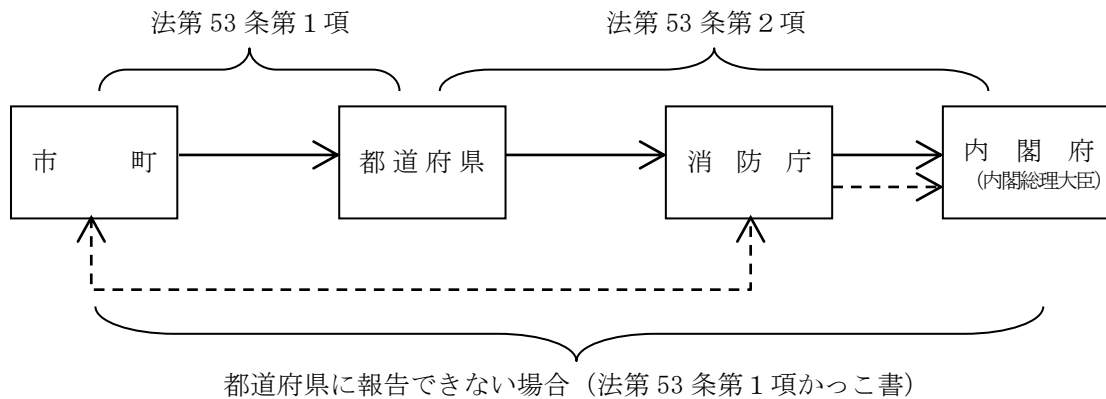 法第 53 条第１項
法第 53 条第２項
市　　　町
都 道 府 県
消　防　庁
内　閣　府
（内閣総理大臣）
都道府県に報告できない場合（法第 53 条第１項かっこ書）